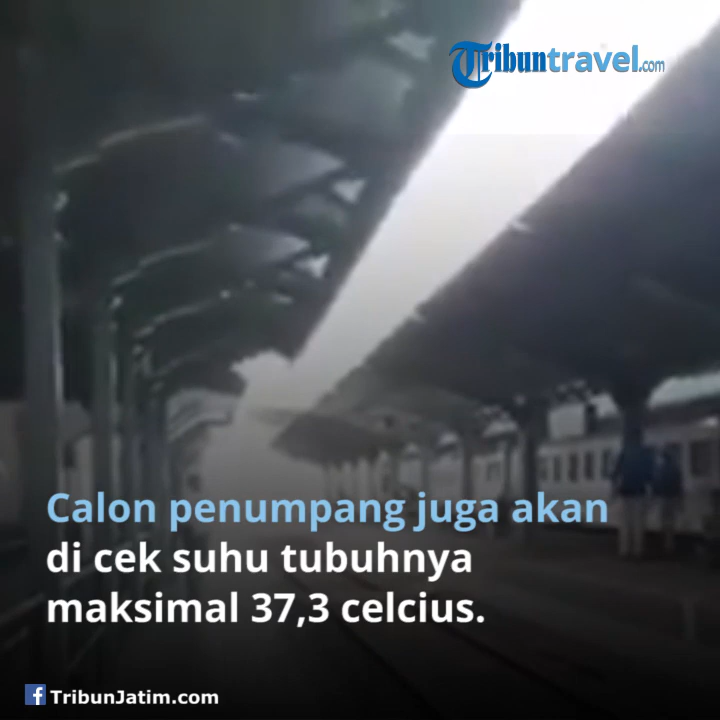 Tribuntravel.com
Calon penumpang juga akan
di cek suhu tubuhnya
maksimal 37,3 celcius.
TribunJatim.com